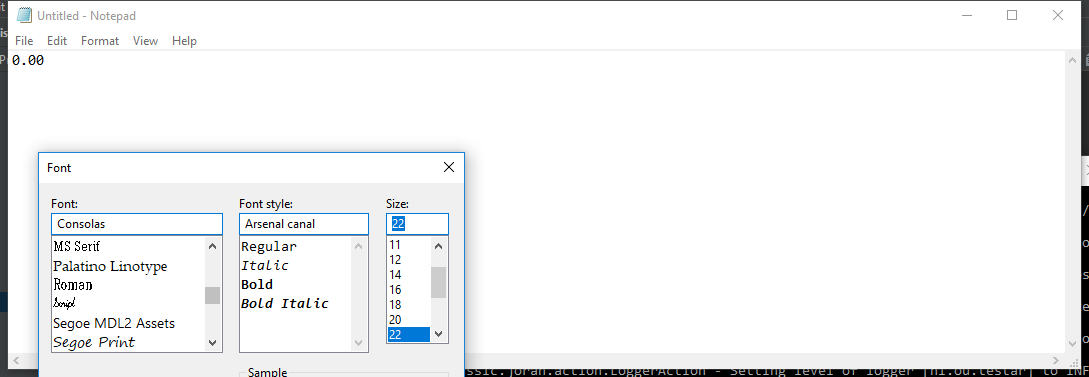 Untitled - Notepad
File Edit Format View Help
0.00
Font
Font: Font style: Size:
Consolas Arsenal canal 22
MS Serif
Palatino Linotype
Roman
Script
Segoe MDL2 Assets
Segoe Print
Regular
Italic
Bold
Bold Italic
11
12
14
16
18
20
22
Sample
ssic.joran.action.LoggerAction - Setting level of logger [nl.ou.testar] to INF